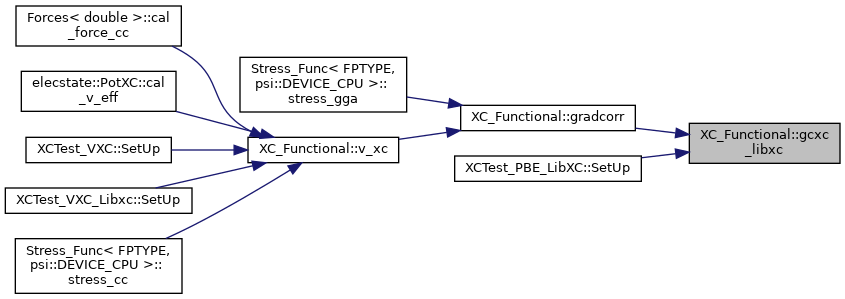 Forces< double >::cal
_force_cc
elecstate::PotXC::cal
_v_eff
XCTest_VXC::SetUp
XCTest_VXC_Libxc::SetUp
Stress_Func< FPTYPE,
psi::DEVICE_CPU >::
stress_cc
Stress_Func< FPTYPE,
psi::DEVICE_CPU >::
stress_gga
XC_Functional::v_xc
XC_Functional::gradcorr
XCTest_PBE_LibXC::SetUp
XC_Functional::gcxc
_libxc